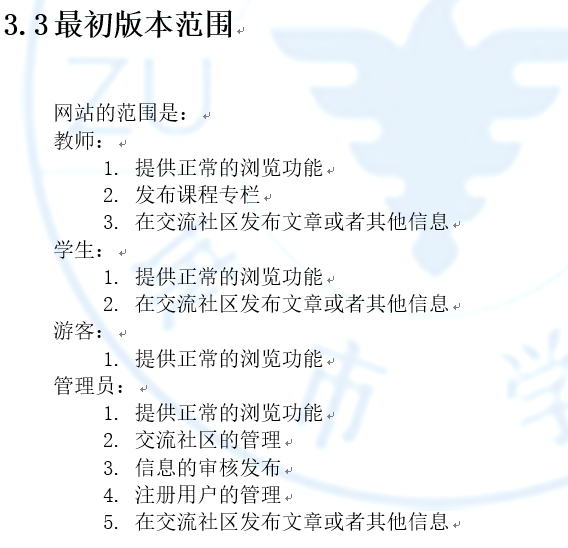 3.3最初版本范围
网站的范围是：
教师：
1. 提供正常的浏览功能
2. 发布课程专栏
3. 在交流社区发布文章或者其他信息
学生：
1. 提供正常的浏览功能
2. 在交流社区发布文章或者其他信息
游客：
1. 提供正常的浏览功能
管理员：
1. 提供正常的浏览功能
2. 交流社区的管理
3. 信息的审核发布
4. 注册用户的管理
5. 在交流社区发布文章或者其他信息
ZU
市
学